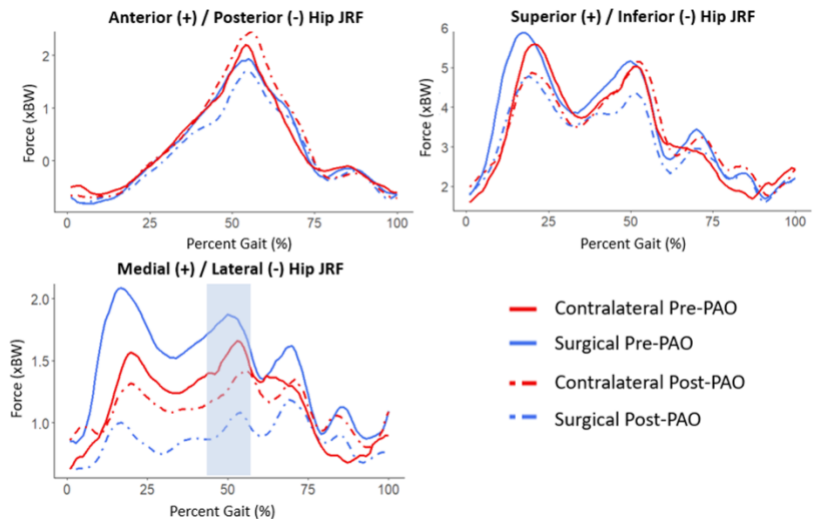 Anterior (+) / Posterior (-) Hip JRF
Force (xBW)
2
1
0
0
25
50
75
100
Percent Gait (%)
Superior (+) / Inferior (-) Hip JRF
Force (xBW)
6
5
4
3
2
0
25
50
75
100
Percent Gait (%)
Medial (+) / Lateral (-) Hip JRF
Force (xBW)
2.0
1.5
1.0
0
25
50
75
100
Percent Gait (%)
Contralateral Pre-PAO
Surgical Pre-PAO
Contralateral Post-PAO
Surgical Post-PAO